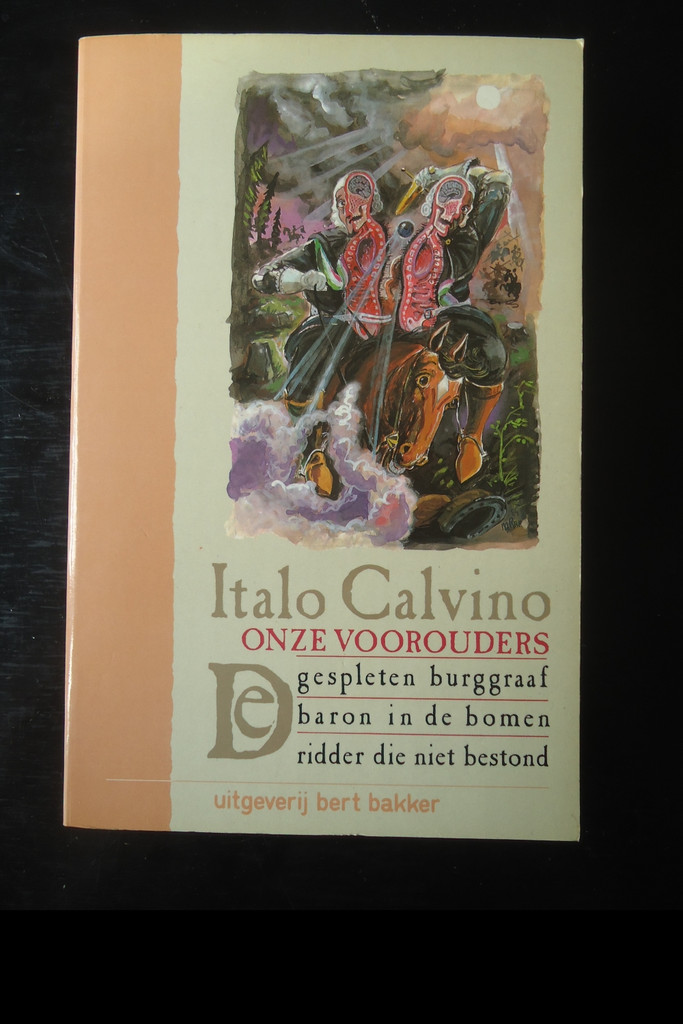 Italo Calvino
ONZE VOOROUDERS
De
gespleten burggraaf
baron in de bomen
ridder die niet bestond
uitgeverij bert bakker